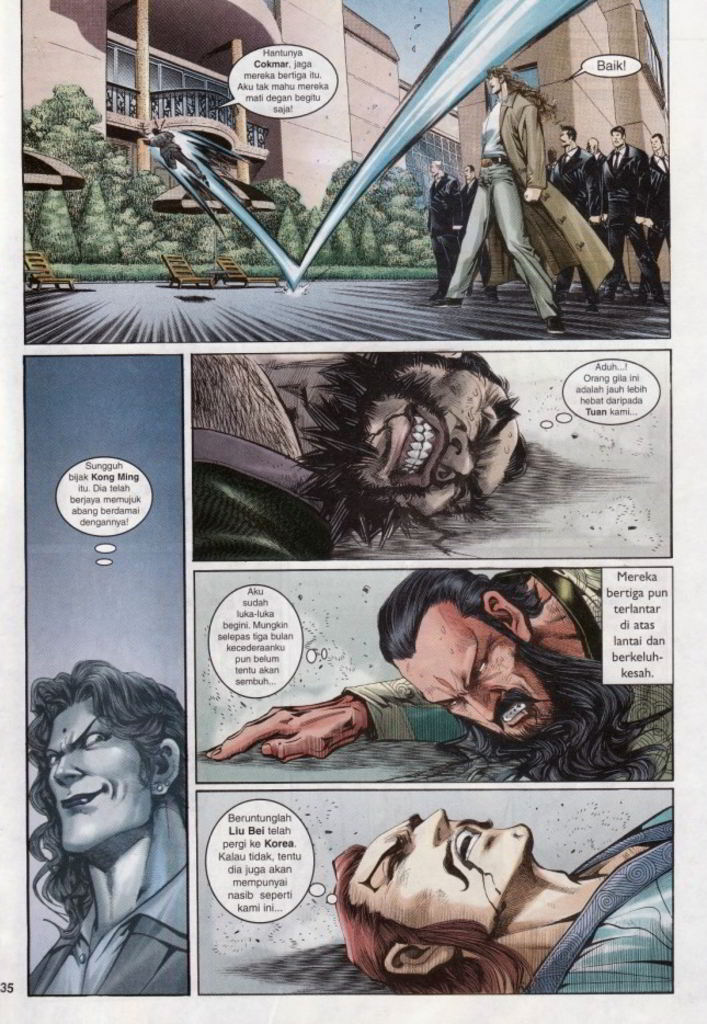 Hantunya
Cokmar, jaga
mereka bertiga itu.
Aku tak mahu mereka
mati degan begitu
saja!
Baik!
Sungguh
bijak Kong Ming
itu. Dia telah
berjaya memujuk
abang berdamai
dengannya!
Aduh...!
Orang gila ini
adalah jauh lebih
hebat daripada
Tuan kami...
Aku
sudah
luka-luka
begini. Mungkin
selepas tiga bulan
kecederaanku
pun belum
tentu akan
sembuh...
Mereka
bertiga pun
terlantar
di atas
lantai dan
berkeluh-
kesah.
Beruntunglah
Liu Bei telah
pergi ke Korea.
Kalau tidak, tentu
dia juga akan
mempunyai
nasib seperti
kami ini...
35